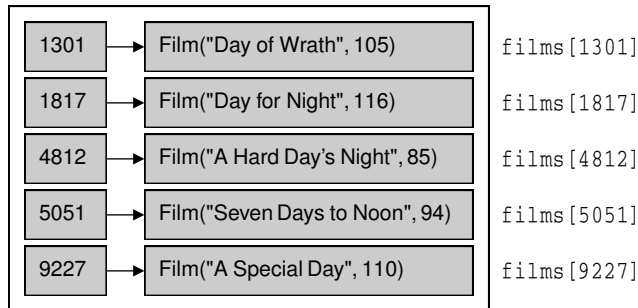 1301 Film("Day of Wrath", 105) films[1301]
1817 Film("Day for Night", 116) films[1817]
4812 Film("A Hard Day's Night", 85) films[4812]
5051 Film("Seven Days to Noon", 94) films[5051]
9227 Film("A Special Day", 110) films[9227]